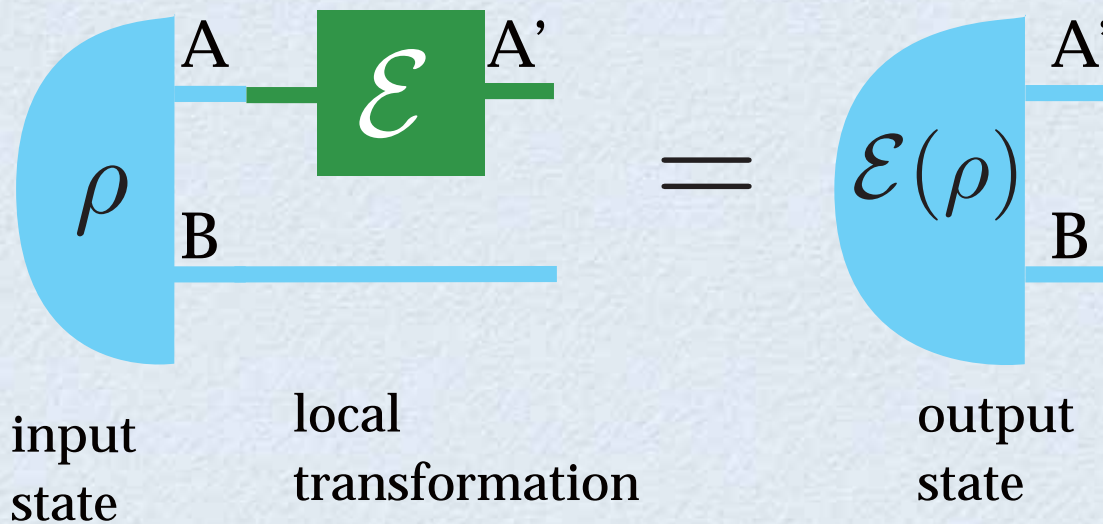 A
ℰ
A'
ρ
B
=
A'
ℰ(ρ)
B
input
state
local
transformation
output
state